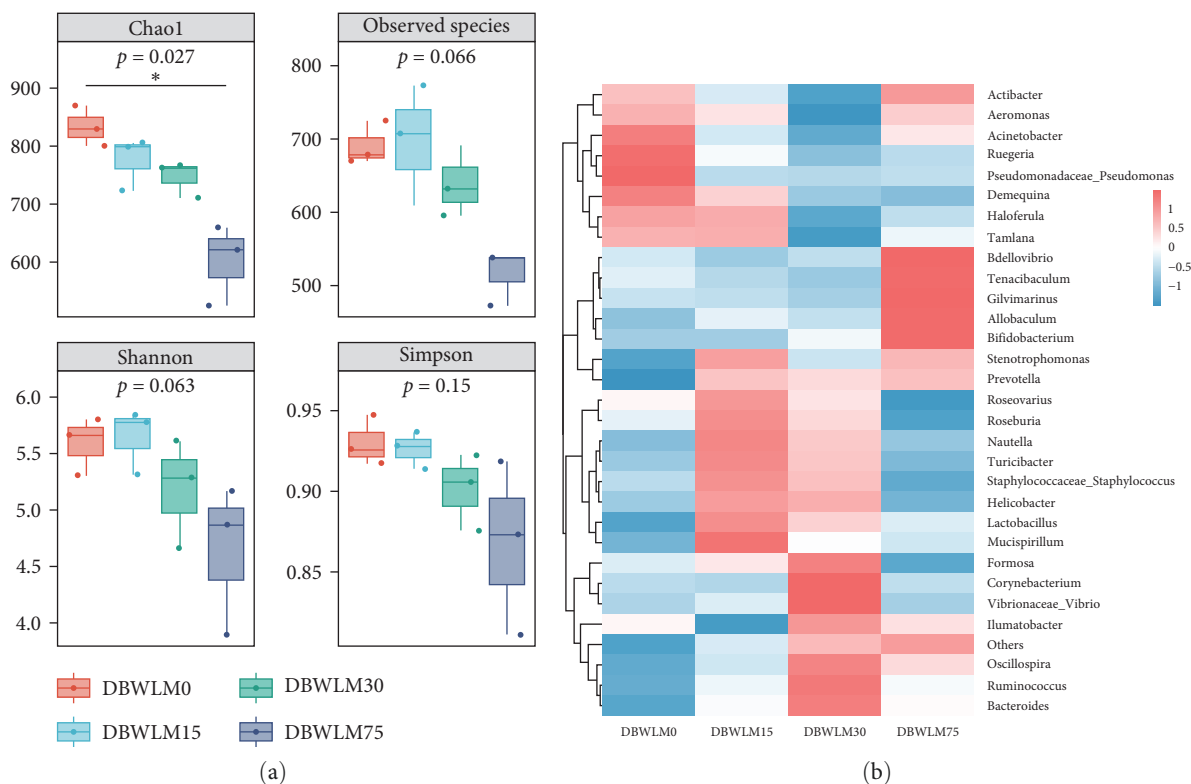 Chao1
p = 0.027
*
900
800
700
600
Observed species
p = 0.066
800
700
600
500
Shannon
p = 0.063
6.0
5.5
5.0
4.5
4.0
Simpson
p = 0.15
0.95
0.90
0.85
DBWLM0
DBWLM30
DBWLM15
DBWLM75
(a)
Actibacter
Aeromonas
Acinetobacter
Ruegeria
Pseudomonadaceae_Pseudomonas
Demequina
Haloferula
Tamlana
Bdellovibrio
Tenacibaculum
Gilvimarinus
Allobaculum
Bifidobacterium
Stenotrophomonas
Prevotella
Roseovarius
Roseburia
Nautella
Turicibacter
Staphylococcaceae_Staphylococcus
Helicobacter
Lactobacillus
Mucispirillum
Formosa
Corynebacterium
Vibrionaceae_Vibrio
Ilumatobacter
Others
Oscillospira
Ruminococcus
Bacteroides
1
0.5
0
−0.5
−1
DBWLM0 DBWLM15 DBWLM30 DBWLM75
(b)